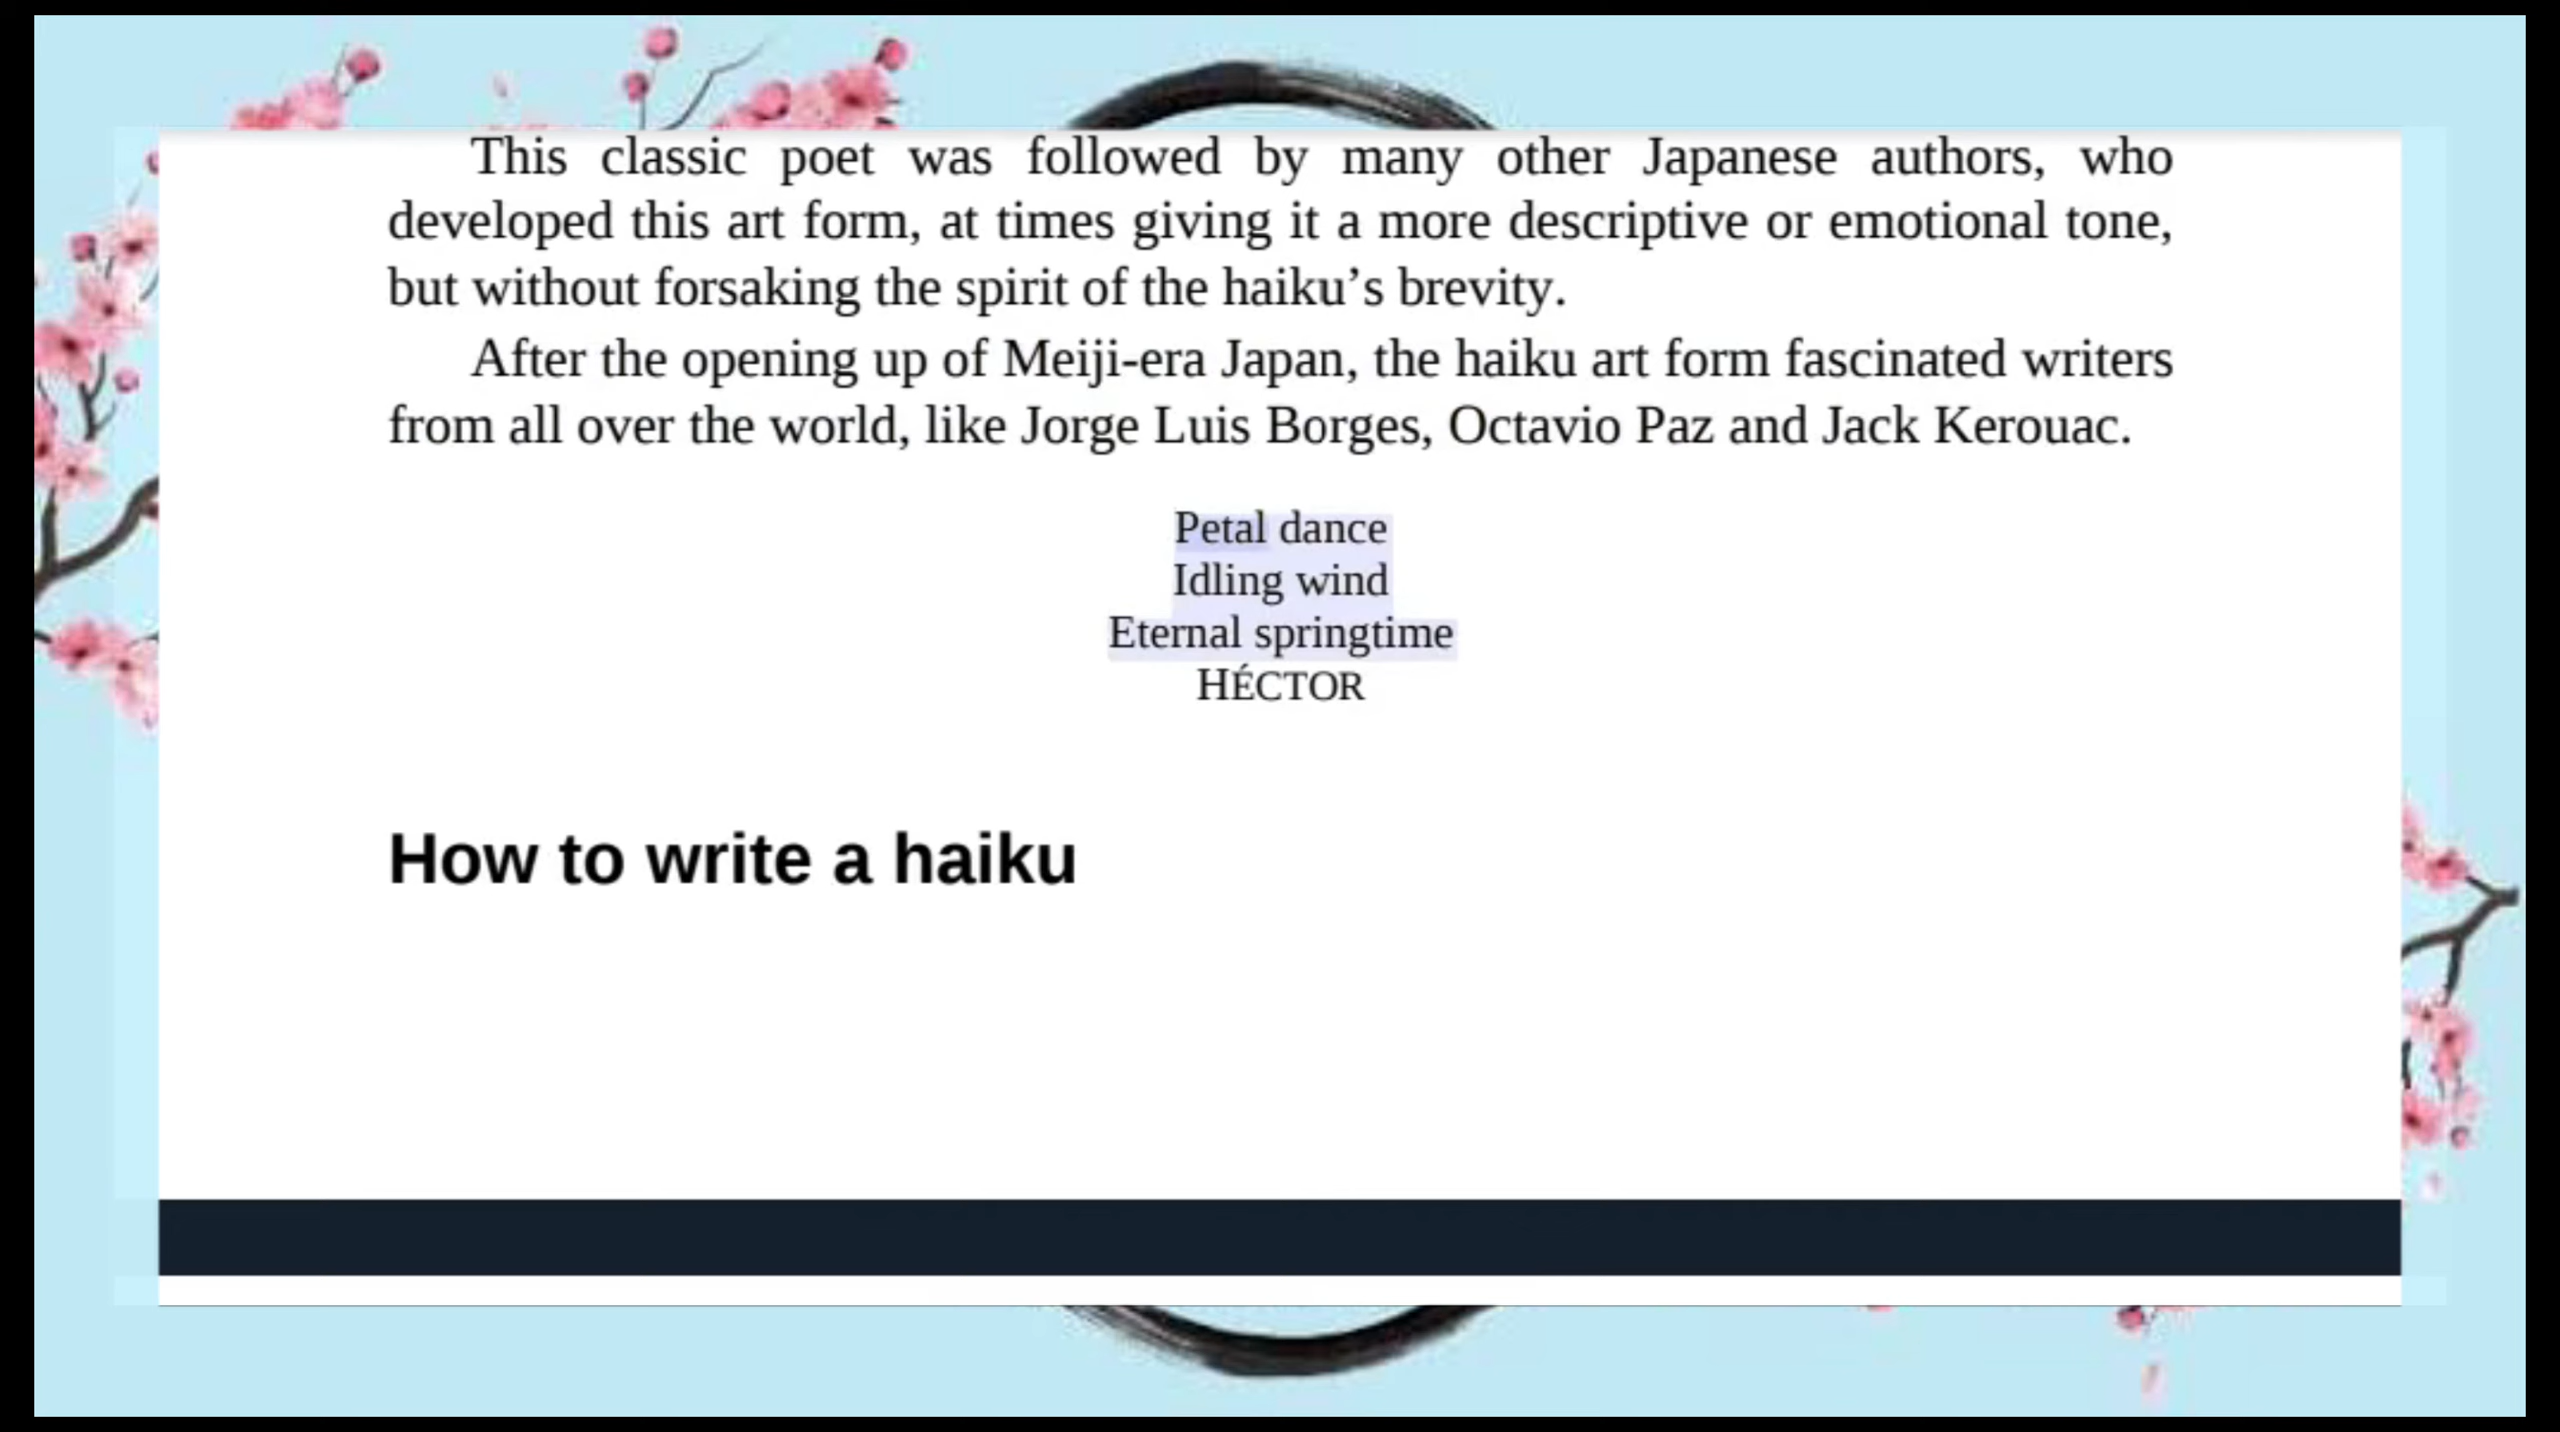 This classic poet was followed by many other Japanese authors, who
developed this art form, at times giving it a more descriptive or emotional tone,
but without forsaking the spirit of the haiku’s brevity.
After the opening up of Meiji-era Japan, the haiku art form fascinated writers
from all over the world, like Jorge Luis Borges, Octavio Paz and Jack Kerouac.
Petal dance
Idling wind
Eternal springtime
HÉCTOR
How to write a haiku